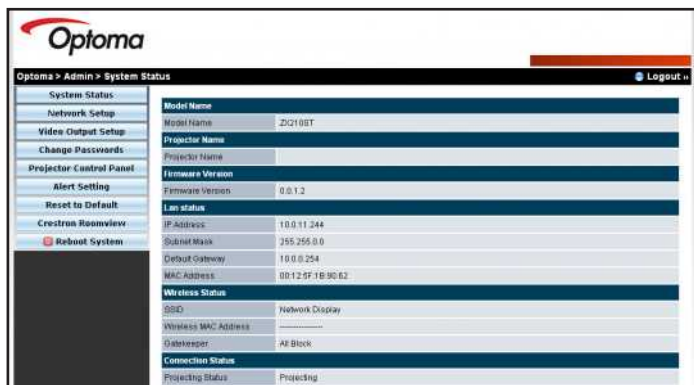 Optoma
Optoma > Admin > System Status
Logout
System Status
Network Setup
Video Output Setup
Change Passwords
Projector Control Panel
Alert Setting
Reset to Default
Crestron Roomview
Reboot System
Model Name
Model Name
Projector Name
Projector Name
Firmware Version
Firmware Version 0.0.1.2
Lan status
IP Address 10.0.11.244
Subnet Mask 255.255.0.0
Default Gateway 10.0.0.254
MAC Address 00:12:5F:1B:90:62
Wireless Status
SSID Network Display
Wireless MAC Address ----------------
Gatekeeper All Block
Connection Status
Projecting Status Projecting